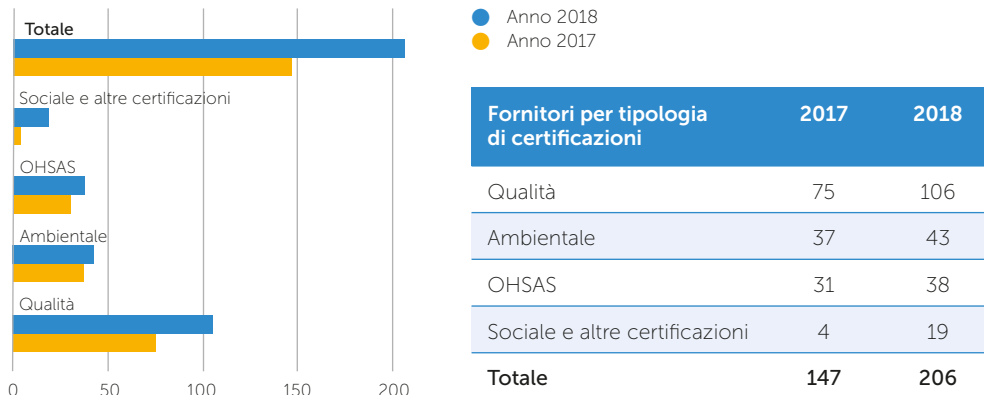 Totale
Sociale e altre certificazioni
OHSAS
Ambientale
Qualità
0 50 100 150 200
Anno 2018
Anno 2017
Fornitori per tipologia di certificazioni 2017 2018
Qualità 75 106
Ambientale 37 43
OHSAS 31 38
Sociale e altre certificazioni 4 19
Totale 147 206